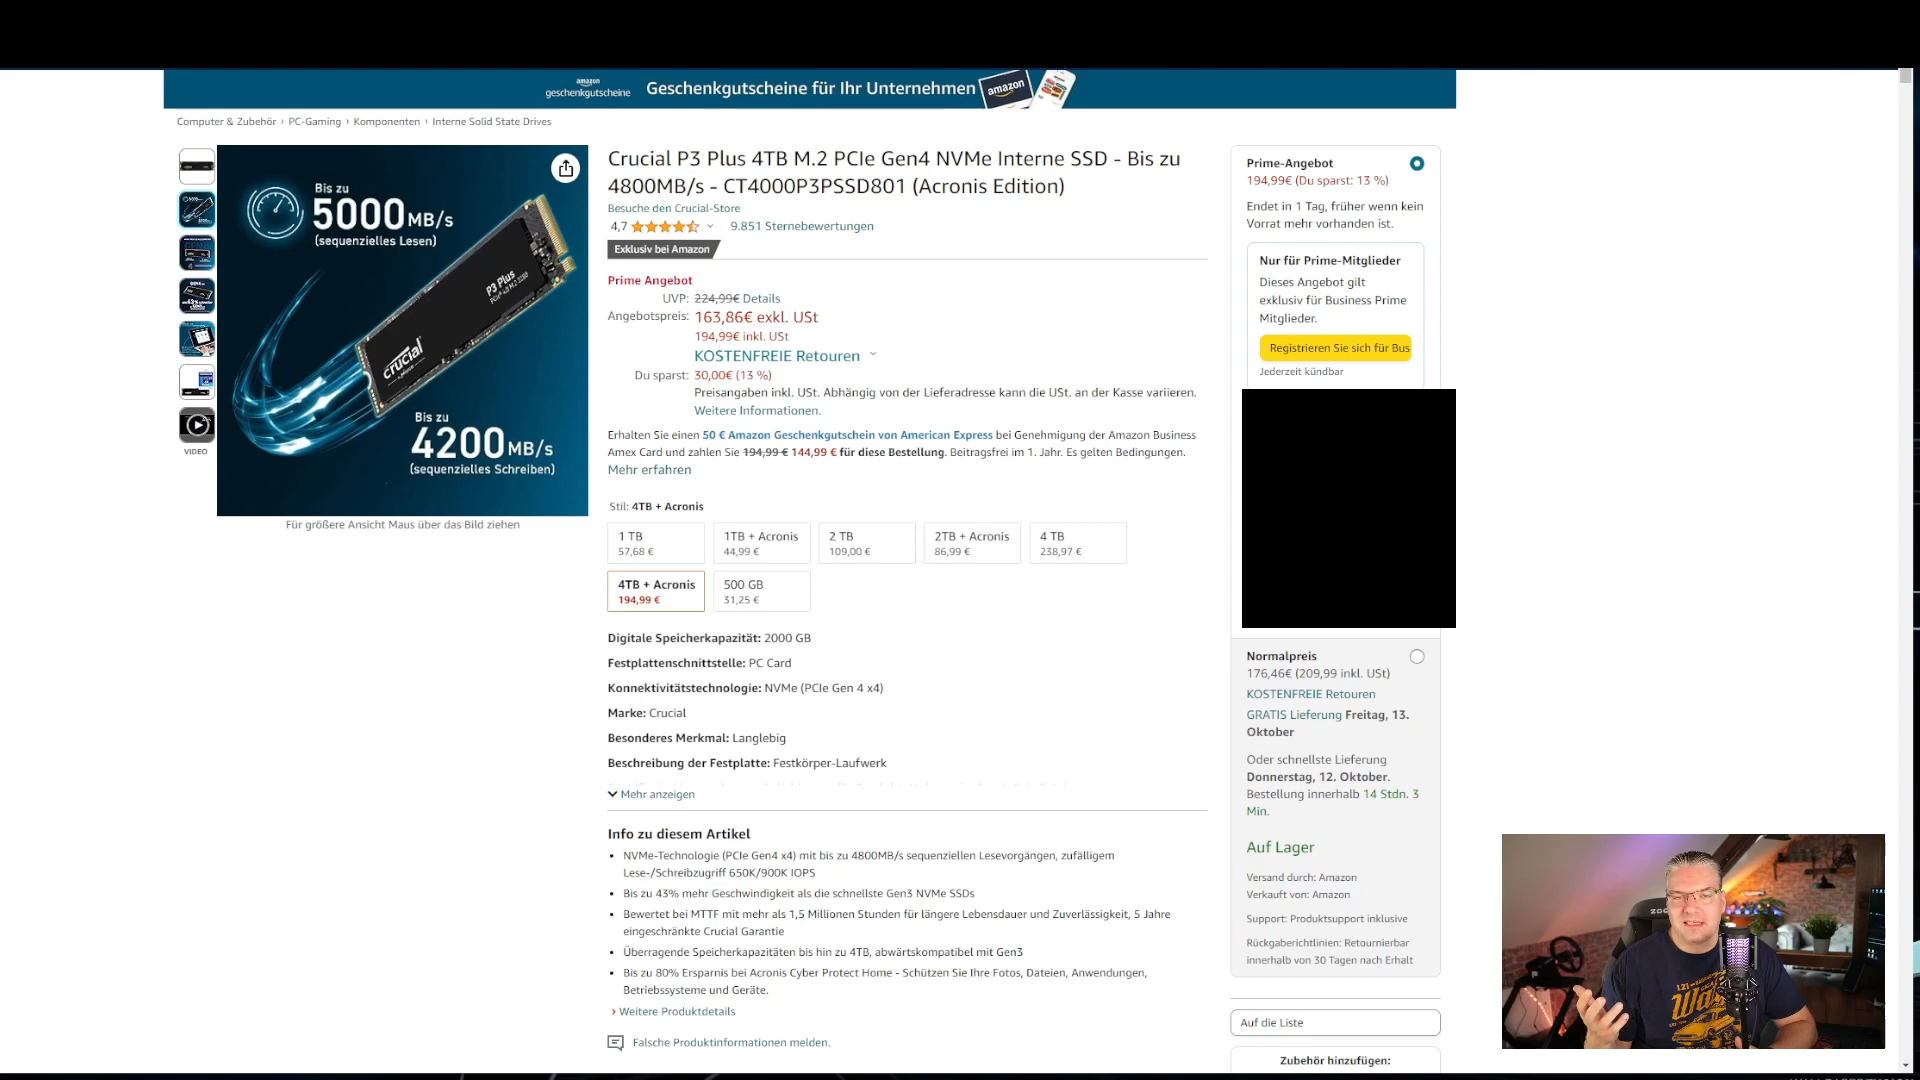 amazon
geschenkgutscheine
Geschenkgutscheine für Ihr Unternehmen
amazon
Computer & Zubehör › PC-Gaming › Komponenten › Interne Solid State Drives
Bis zu
5000 MB/s
(sequenzielles Lesen)
P3 Plus
crucial
Bis zu
4200 MB/s
(sequenzielles Schreiben)
VIDEO
Für größere Ansicht Maus über das Bild ziehen
Crucial P3 Plus 4TB M.2 PCIe Gen4 NVMe Interne SSD - Bis zu
4800MB/s - CT4000P3PSSD801 (Acronis Edition)
Besuche den Crucial-Store
4,7 9.851 Sternebewertungen
Exklusiv bei Amazon
Prime Angebot
UVP: 224,99€ Details
Angebotspreis: 163,86€ exkl. USt
194,99€ inkl. USt
KOSTENFREIE Retouren
Du sparst: 30,00€ (13 %)
Preisangaben inkl. USt. Abhängig von der Lieferadresse kann die USt. an der Kasse variieren.
Weitere Informationen.
Erhalten Sie einen 50 € Amazon Geschenkgutschein von American Express bei Genehmigung der Amazon Business
Amex Card und zahlen Sie 194,99 € 144,99 € für diese Bestellung. Beitragsfrei im 1. Jahr. Es gelten Bedingungen.
Mehr erfahren
Stil: 4TB + Acronis
1 TB
57,68 €
1TB + Acronis
44,99 €
2 TB
109,00 €
2TB + Acronis
86,99 €
4 TB
238,97 €
4TB + Acronis
194,99 €
500 GB
31,25 €
Digitale Speicherkapazität: 2000 GB
Festplattenschnittstelle: PC Card
Konnektivitätstechnologie: NVMe (PCIe Gen 4 x4)
Marke: Crucial
Besonderes Merkmal: Langlebig
Beschreibung der Festplatte: Festkörper-Laufwerk
Mehr anzeigen
Info zu diesem Artikel
• NVMe-Technologie (PCIe Gen4 x4) mit bis zu 4800MB/s sequenziellen Lesevorgängen, zufälligem
Lese-/Schreibzugriff 650K/900K IOPS
• Bis zu 43% mehr Geschwindigkeit als die schnellste Gen3 NVMe SSDs
• Bewertet bei MTTF mit mehr als 1,5 Millionen Stunden für längere Lebensdauer und Zuverlässigkeit, 5 Jahre
eingeschränkte Crucial Garantie
• Überragende Speicherkapazitäten bis hin zu 4TB, abwärtskompatibel mit Gen3
• Bis zu 80% Ersparnis bei Acronis Cyber Protect Home - Schützen Sie Ihre Fotos, Dateien, Anwendungen,
Betriebssysteme und Geräte.
› Weitere Produktdetails
Falsche Produktinformationen melden.
Prime-Angebot
194,99€ (Du sparst: 13 %)
Endet in 1 Tag, früher wenn kein
Vorrat mehr vorhanden ist.
Nur für Prime-Mitglieder
Dieses Angebot gilt
exklusiv für Business Prime
Mitglieder.
Registrieren Sie sich für Bus
Jederzeit kündbar
Normalpreis
176,46€ (209,99 inkl. USt)
KOSTENFREIE Retouren
GRATIS Lieferung Freitag, 13.
Oktober
Oder schnellste Lieferung
Donnerstag, 12. Oktober.
Bestellung innerhalb 14 Stdn. 3
Min.
Auf Lager
Versand durch: Amazon
Verkauft von: Amazon
Support: Produktsupport inklusive
Rückgaberichtlinien: Retournierbar
innerhalb von 30 Tagen nach Erhalt
Auf die Liste
Zubehör hinzufügen: